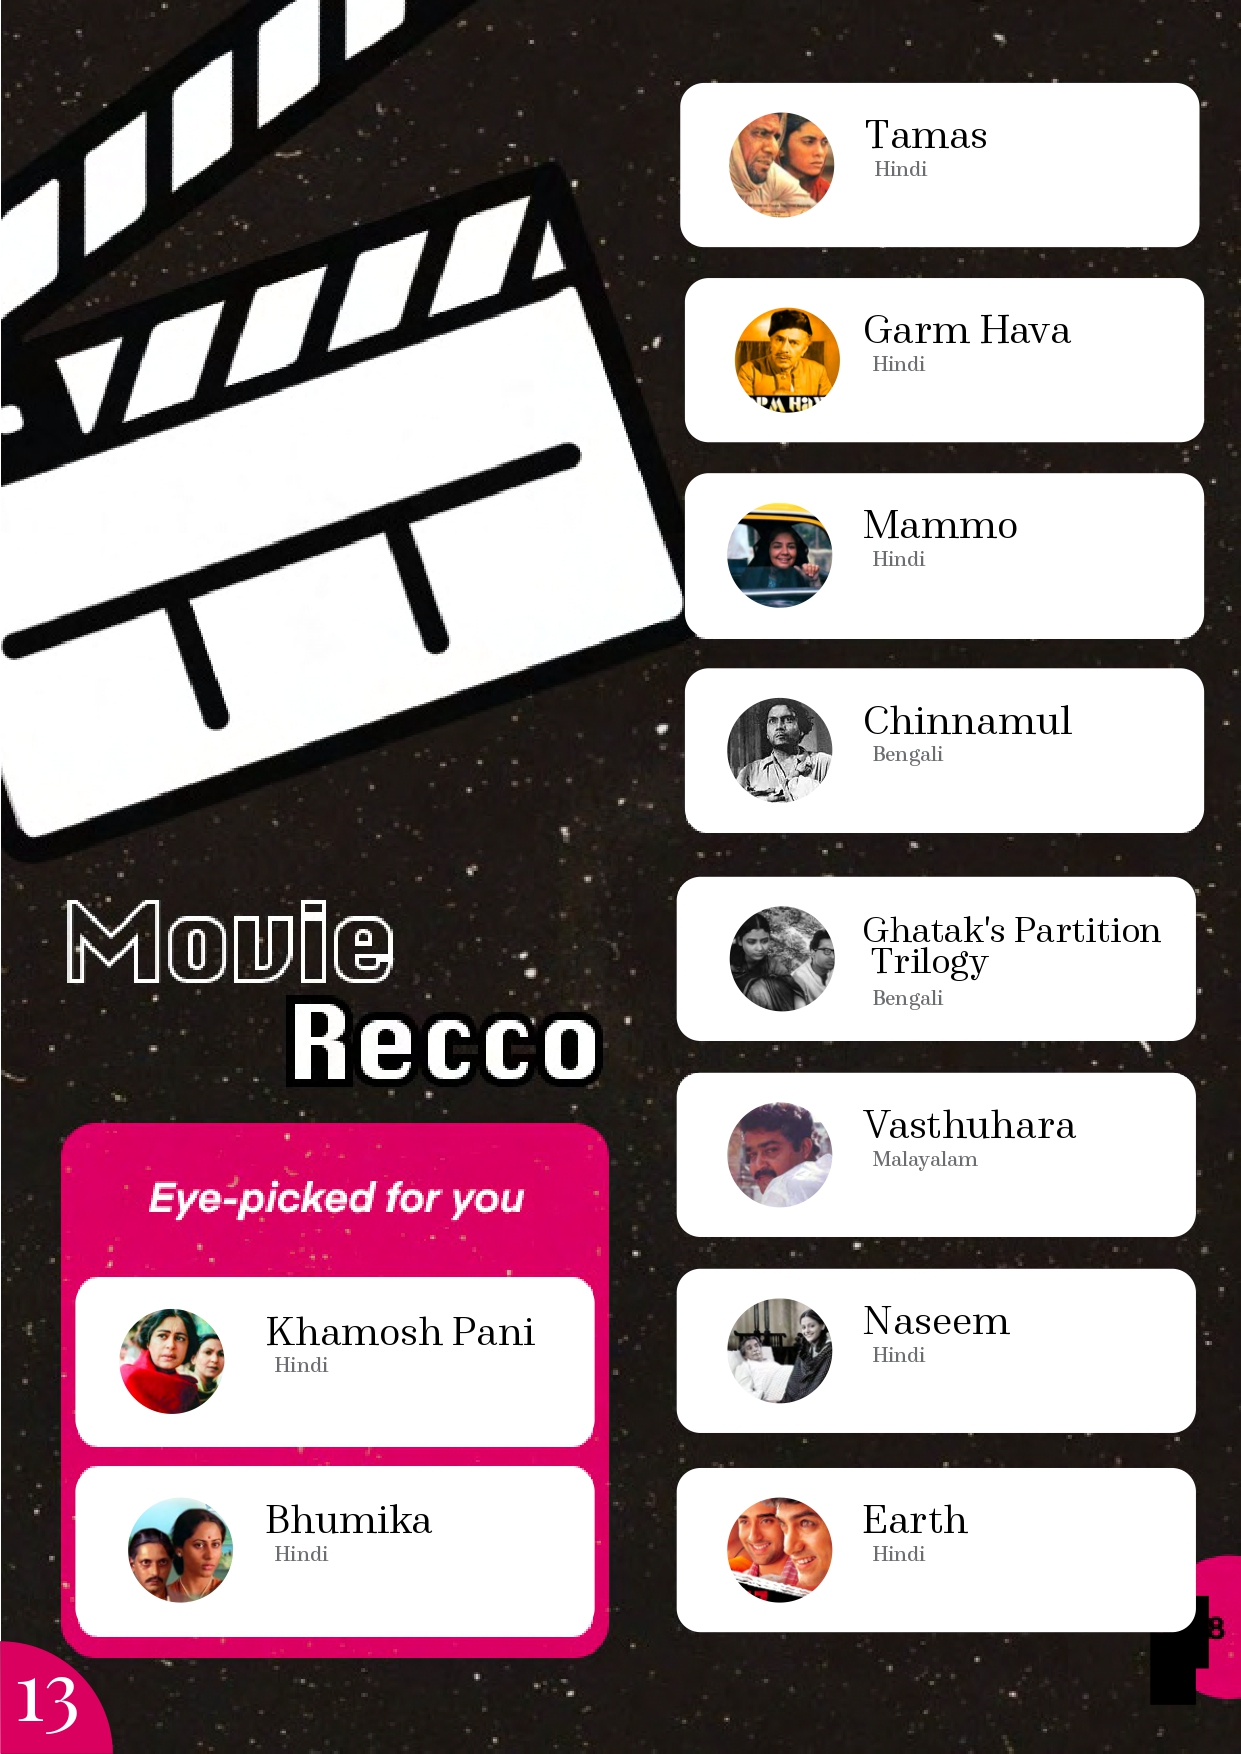 Movie
Recco
Eye-picked for you
Khamosh Pani
Hindi
Bhumika
Hindi
Tamas
Hindi
Garm Hava
Hindi
Mammo
Hindi
Chinnamul
Bengali
Ghatak's Partition
Trilogy
Bengali
Vasthuhara
Malayalam
Naseem
Hindi
Earth
Hindi
13
8